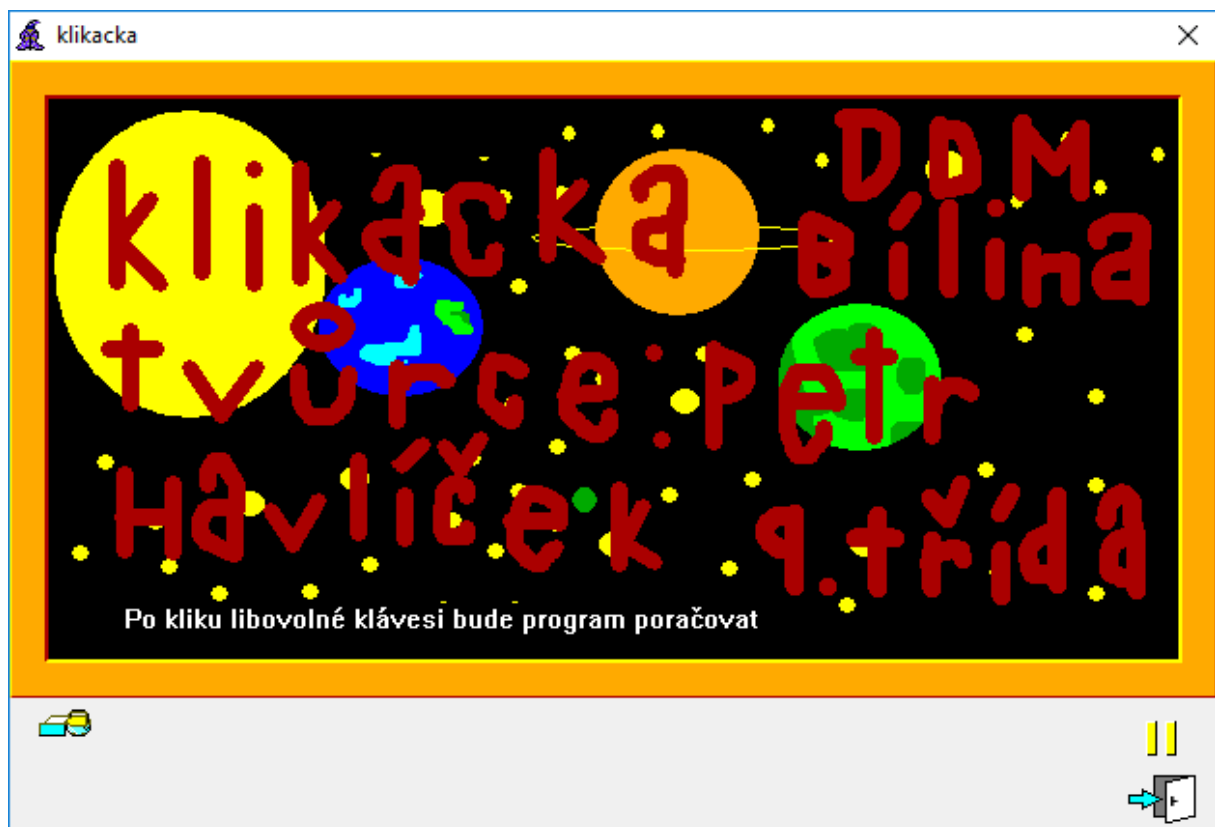 klikacka
klikacka DDM
Bílina
tvůrce: Petr
Havlíček 9.třída
Po kliku libovolné klávesi bude program poračovat